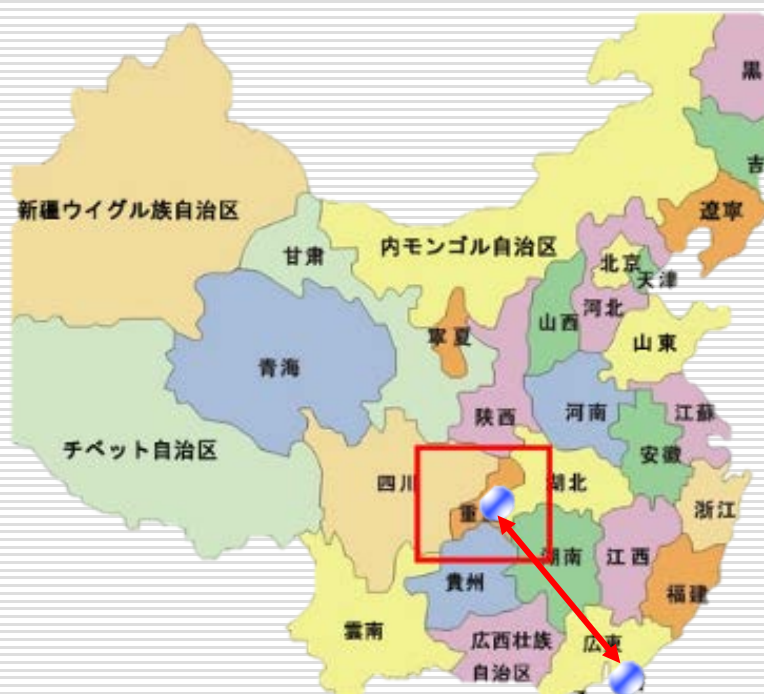 黒
吉
遼寧
新疆ウイグル族自治区
内モンゴル自治区
甘肃
北京
天津
河北
山西
寧夏
山東
青海
陝西
河南
江蘇
チベット自治区
安徽
四川
湖北
重
浙江
湖南
江西
貴州
福建
雲南
広西壮族
自治区
広東